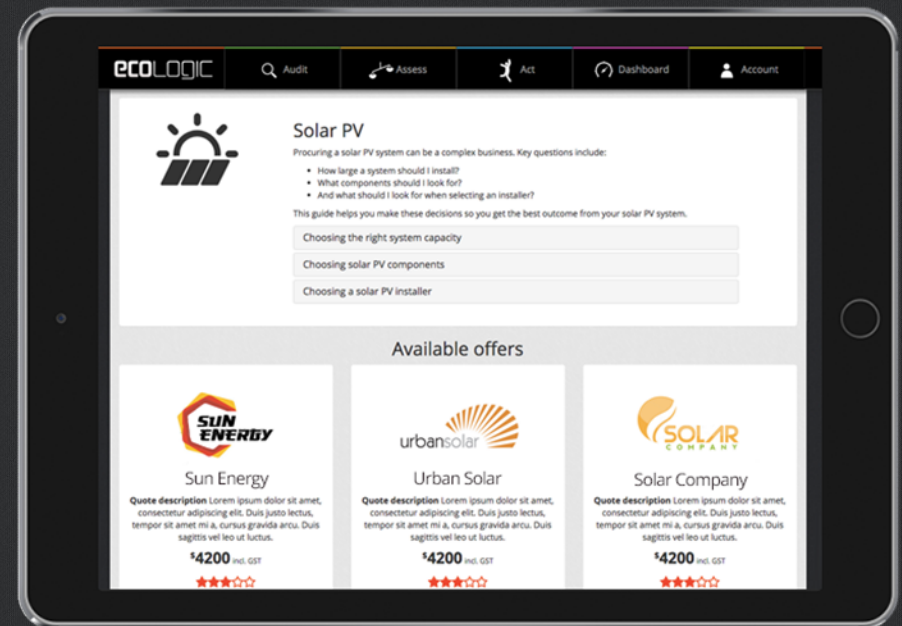 ecoLOGIC Audit Assess Act Dashboard Account
Solar PV
Procuring a solar PV system can be a complex business. Key questions include:
• How large a system should I install?
• What components should I look for?
• And what should I look for when selecting an installer?
This guide helps you make these decisions so you get the best outcome from your solar PV system.
Choosing the right system capacity
Choosing solar PV components
Choosing a solar PV installer
Available offers
SUN
ENERGY
Sun Energy
Quote description Lorem ipsum dolor sit amet,
consectetur adipiscing elit. Duis justo lectus,
tempor sit amet mi a, cursus gravida arcu. Duis
sagittis vel leo ut luctus.
$4200 incl. GST
urbansolar
Urban Solar
Quote description Lorem ipsum dolor sit amet,
consectetur adipiscing elit. Duis justo lectus,
tempor sit amet mi a, cursus gravida arcu. Duis
sagittis vel leo ut luctus.
$4200 incl. GST
SOLAR
COMPANY
Solar Company
Quote description Lorem ipsum dolor sit amet,
consectetur adipiscing elit. Duis justo lectus,
tempor sit amet mi a, cursus gravida arcu. Duis
sagittis vel leo ut luctus.
$4200 incl. GST